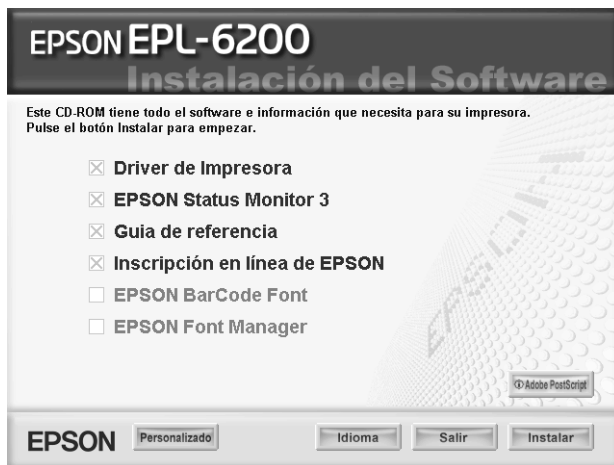 EPSON EPL-6200
Instalación del Software
Este CD-ROM tiene todo el software e información que necesita para su impresora.
Pulse el botón Instalar para empezar.
Driver de Impresora
EPSON Status Monitor 3
Guia de referencia
Inscripción en línea de EPSON
EPSON BarCode Font
EPSON Font Manager
EPSON
Adobe PostScript
EPSON
Personalizado
Idioma
Salir
Instalar